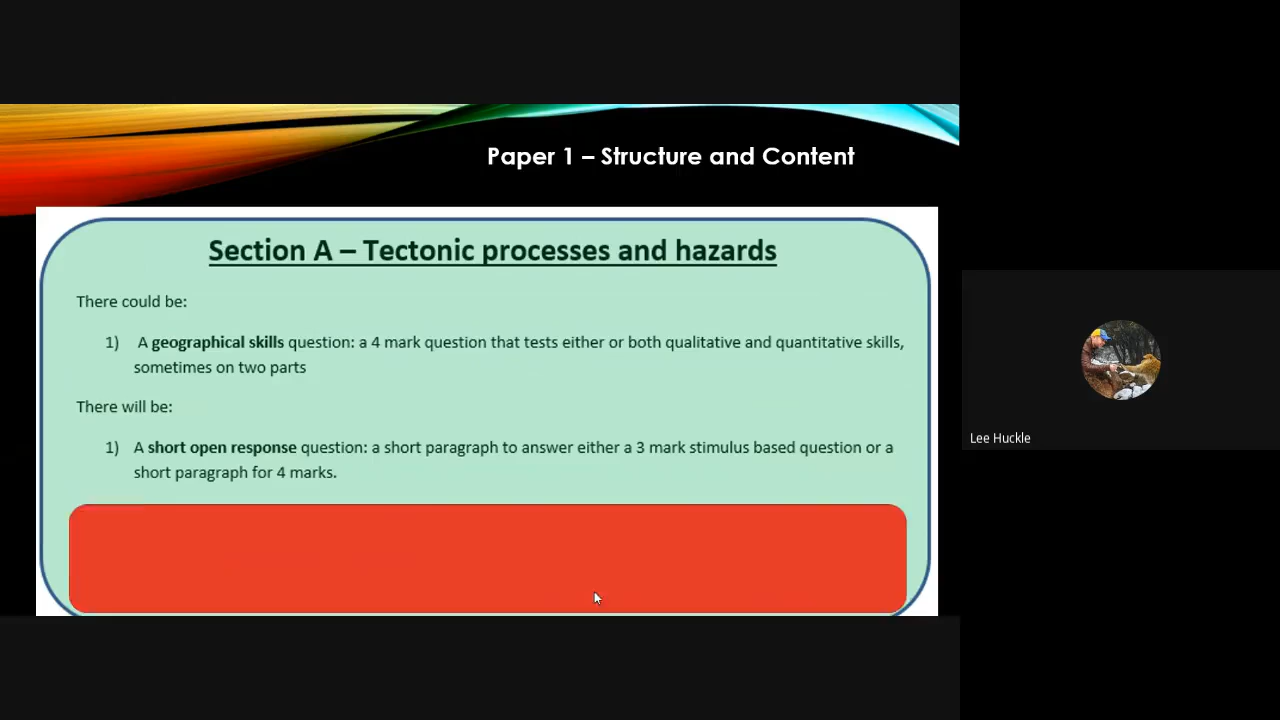 Paper 1 – Structure and Content
Section A – Tectonic processes and hazards
There could be:
1) A geographical skills question: a 4 mark question that tests either or both qualitative and quantitative skills,
sometimes on two parts
There will be:
1) A short open response question: a short paragraph to answer either a 3 mark stimulus based question or a
short paragraph for 4 marks.
Lee Huckle